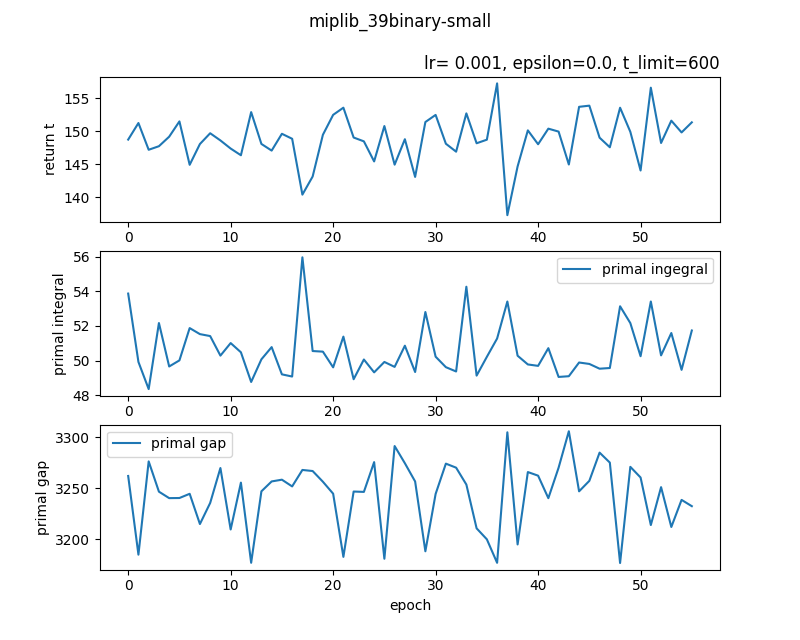 miplib_39binary-small
lr= 0.001, epsilon=0.0, t_limit=600
return t
155
150
145
140
0 10 20 30 40 50
primal integral
56
54
52
50
48
primal ingegral
0 10 20 30 40 50
primal gap
3300
3250
3200
primal gap
0 10 20 30 40 50
epoch